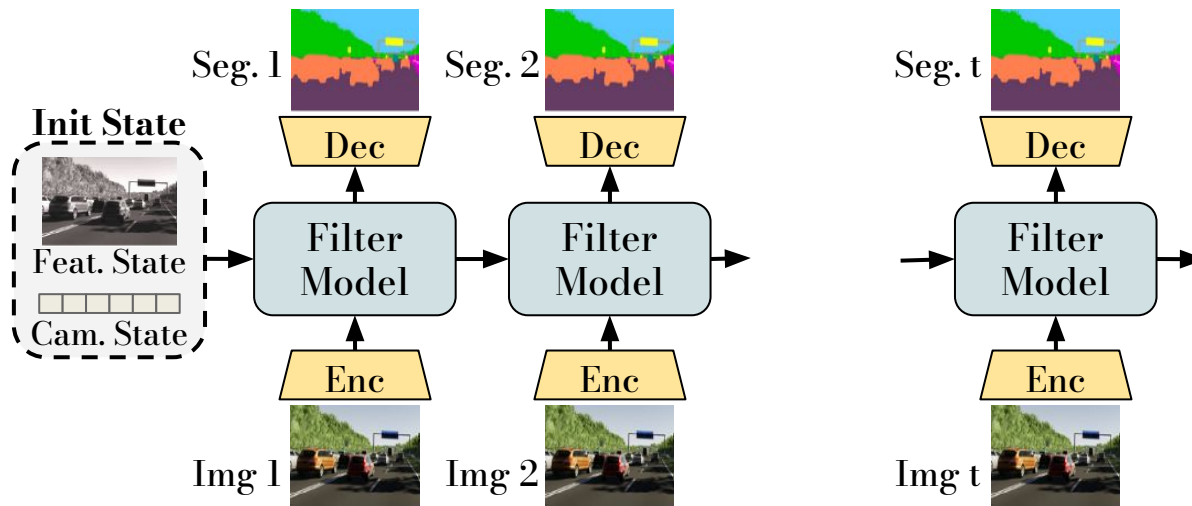 Seg. 1
Seg. 2
Seg. t
Init State
Dec
Dec
Dec
Feat. State
Cam. State
Filter
Model
Filter
Model
Filter
Model
Enc
Enc
Enc
Img 1
Img 2
Img t